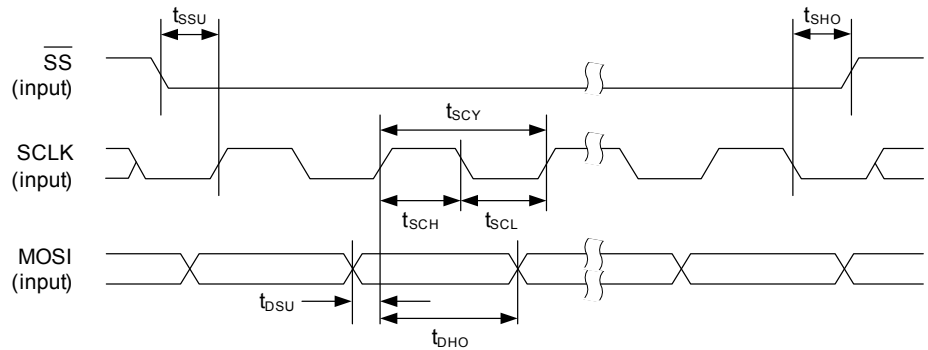 tSSU
tSHO
SS
(input)
tSCY
SCLK
(input)
tSCH
tSCL
MOSI
(input)
tDSU
tDHO